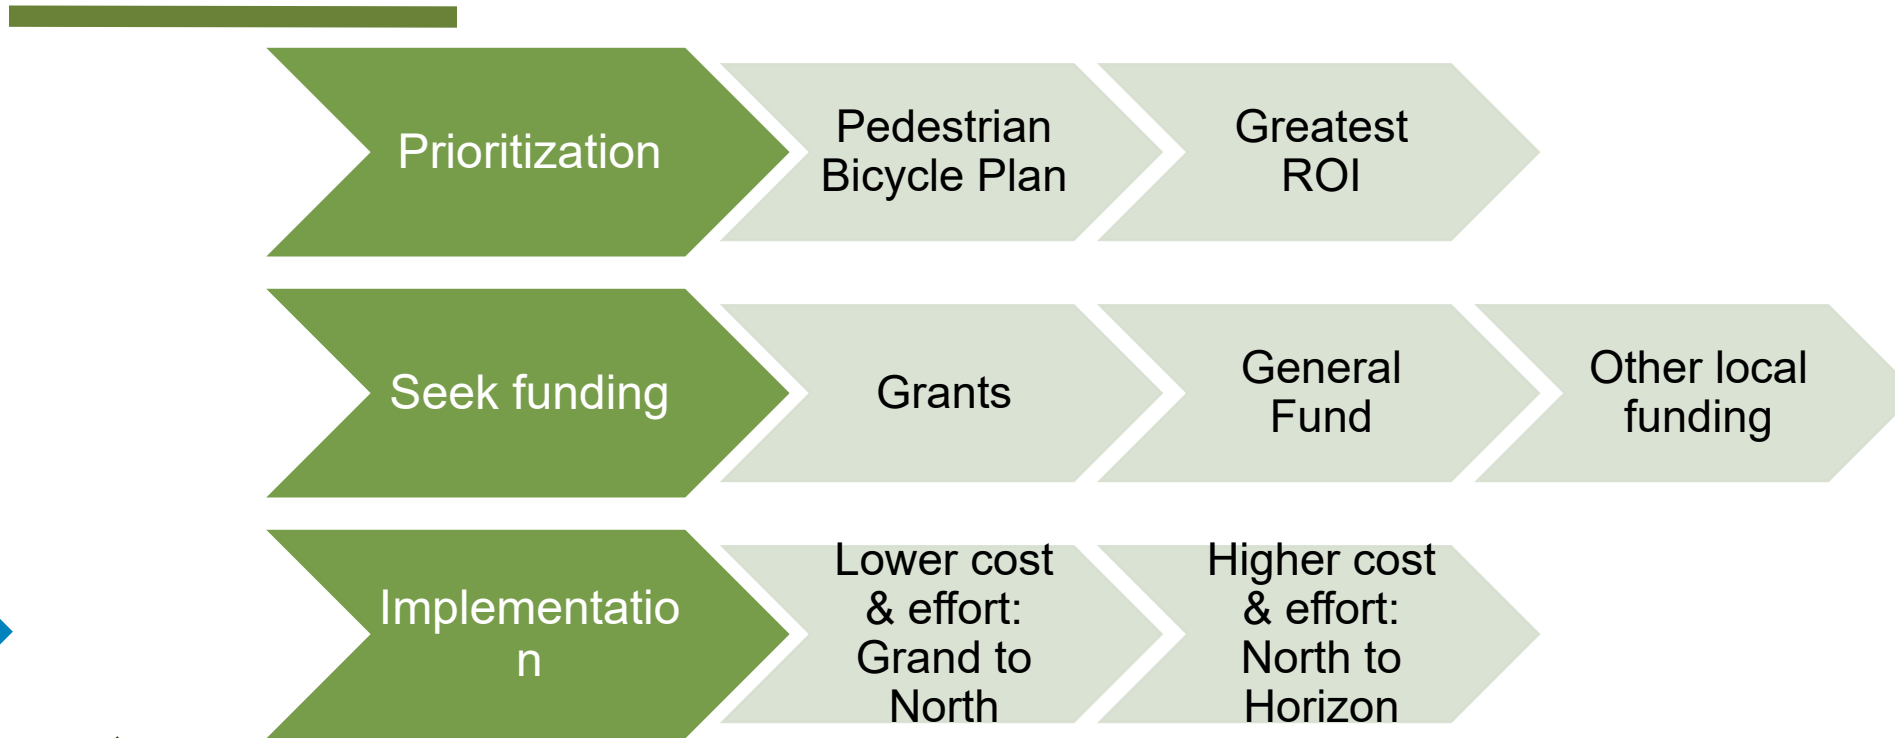 Prioritization
Pedestrian
Bicycle Plan
Greatest
ROI
Seek funding
Grants
General
Fund
Other local
funding
Implementatio
n
Lower cost
& effort:
Grand to
North
Higher cost
& effort:
North to
Horizon